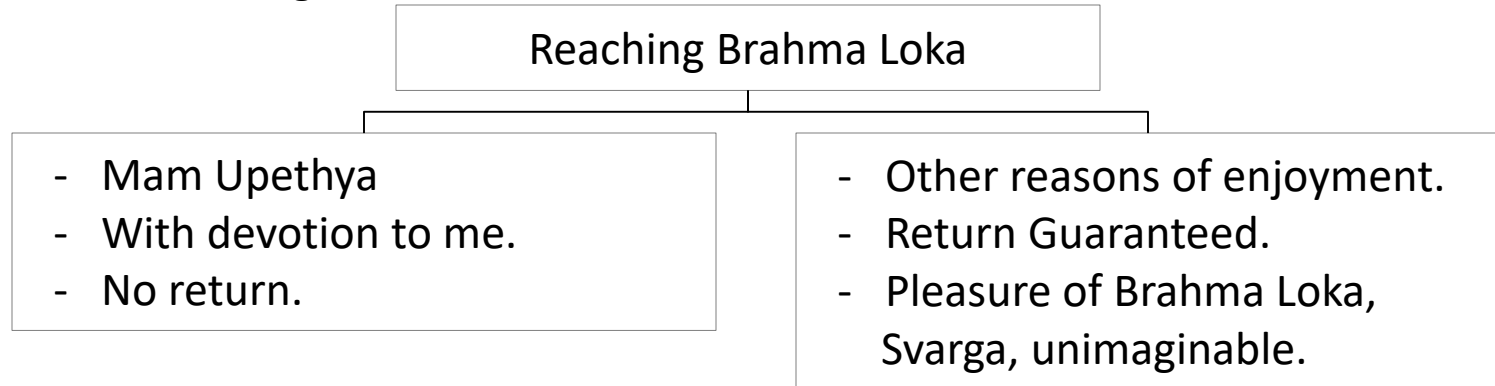 Reaching Brahma Loka
- Mam Upethya
- With devotion to me.
- No return.
- Other reasons of enjoyment.
- Return Guaranteed.
- Pleasure of Brahma Loka,
Svarga, unimaginable.